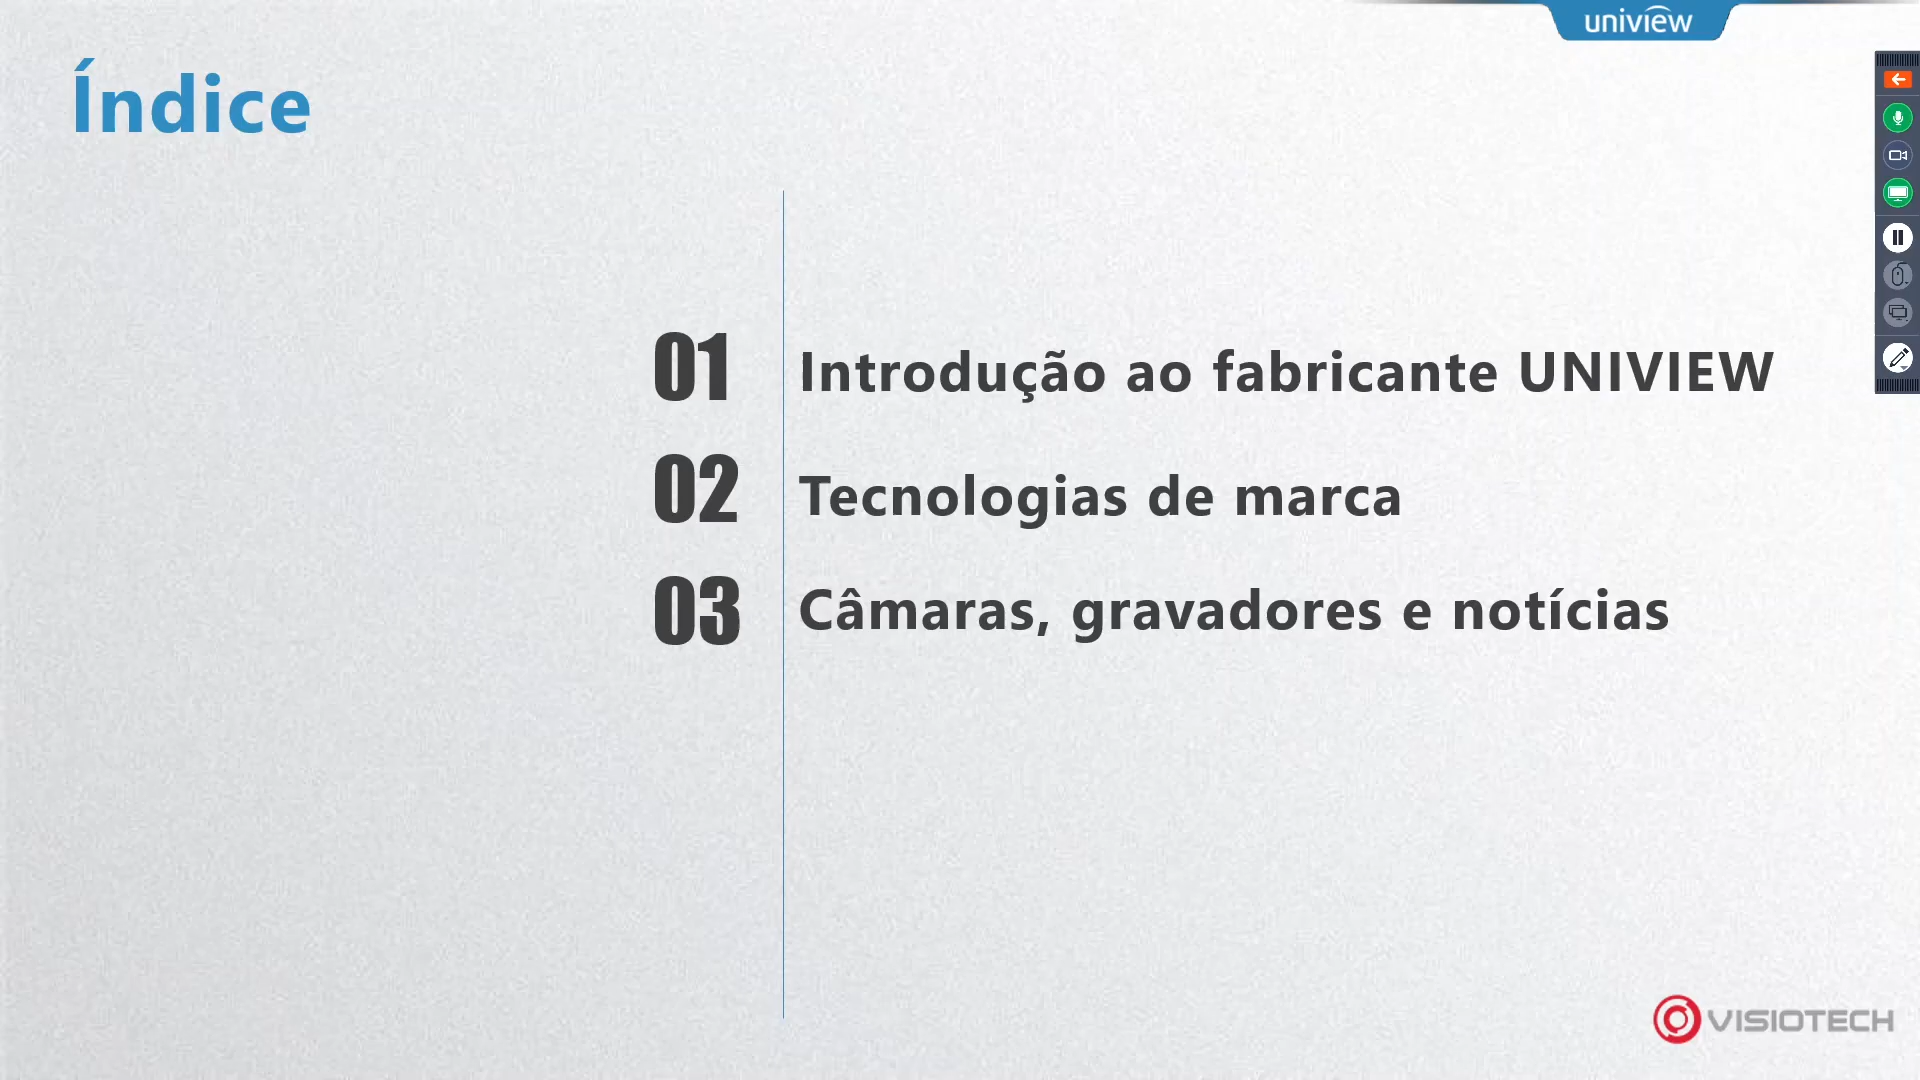 uniview
Índice
01 Introdução ao fabricante UNIVIEW
02 Tecnologias de marca
03 Câmaras, gravadores e notícias
VISIOTECH